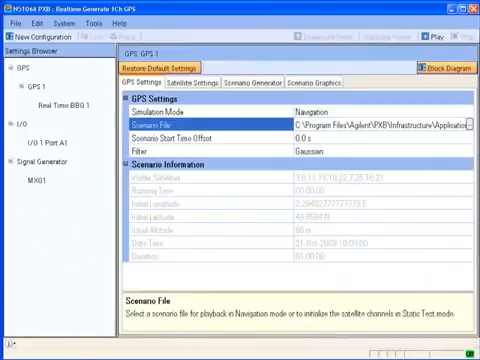 N5106A PXB : Realtime Generate 1Ch GPS
File Edit System Tools Help
New Configuration
Play
Settings Browser
GPS: GPS 1
Restore Default Settings
Block Diagram
GPS
GPS 1
Real Time BBG 1
I/O
I/O 1 Port A1
Signal Generator
MXG1
GPS Settings Satellite Settings Scenario Generator Scenario Graphics
GPS Settings
Simulation Mode Navigation
Scenario File C:\Program Files\Agilent\PXB\Infrastructure\Application
Scenario Start Time Offset 0.0 s
Filter Gaussian
Scenario Information
Visible Satellites
Running Time 00:00:00
Initial Longitude
Initial Latitude 48.8584 N
Initial Altitude 66 m
Date Time 21-Oct-2009 18:00:00
Duration 01:00:00
Scenario File
Select a scenario file for playback in Navigation mode or to initialize the satellite channels in Static Test mode.